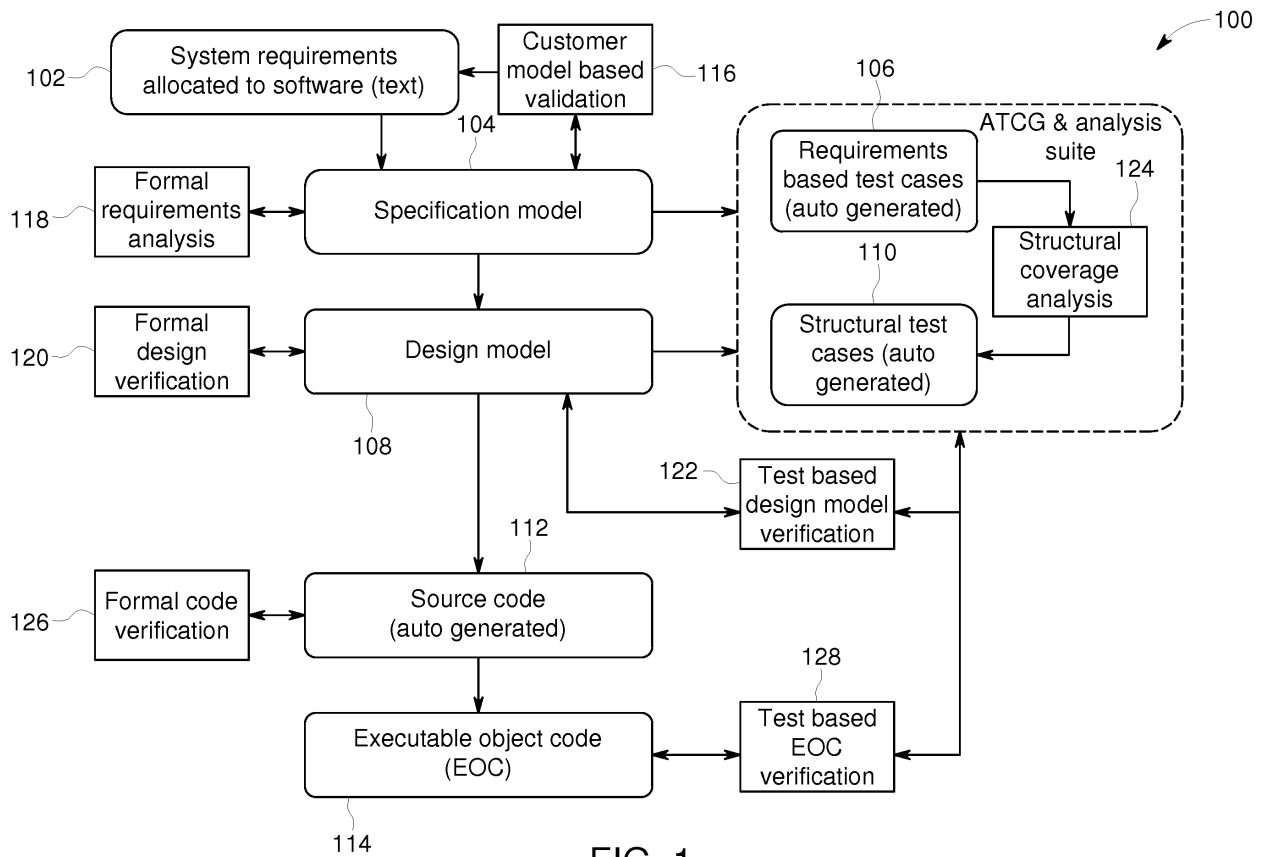 100
System requirements
allocated to software (text)
102
Customer
model based
validation
116
104
106
ATCG & analysis
suite
Requirements
based test cases
(auto generated)
124
Formal
requirements
analysis
118
Specification model
Structural
coverage
analysis
110
Formal
design
verification
120
Design model
108
Structural test
cases (auto
generated)
122
Test based
design model
verification
112
Formal code
verification
126
Source code
(auto generated)
128
Executable object code
(EOC)
114
Test based
EOC
verification
FIG. 1